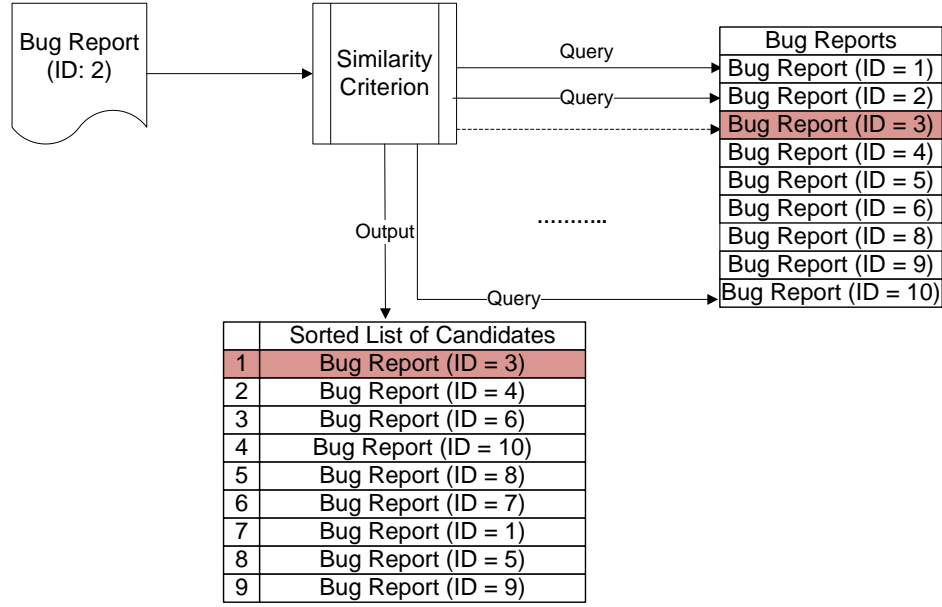 Bug Report
(ID: 2)
Similarity
Criterion
Query
Query
Bug Reports
Bug Report (ID = 1)
Bug Report (ID = 2)
Bug Report (ID = 3)
Bug Report (ID = 4)
Bug Report (ID = 5)
Bug Report (ID = 6)
Bug Report (ID = 8)
Bug Report (ID = 9)
Bug Report (ID = 10)
...........
Output
Query
Sorted List of Candidates
1 Bug Report (ID = 3)
2 Bug Report (ID = 4)
3 Bug Report (ID = 6)
4 Bug Report (ID = 10)
5 Bug Report (ID = 8)
6 Bug Report (ID = 7)
7 Bug Report (ID = 1)
8 Bug Report (ID = 5)
9 Bug Report (ID = 9)